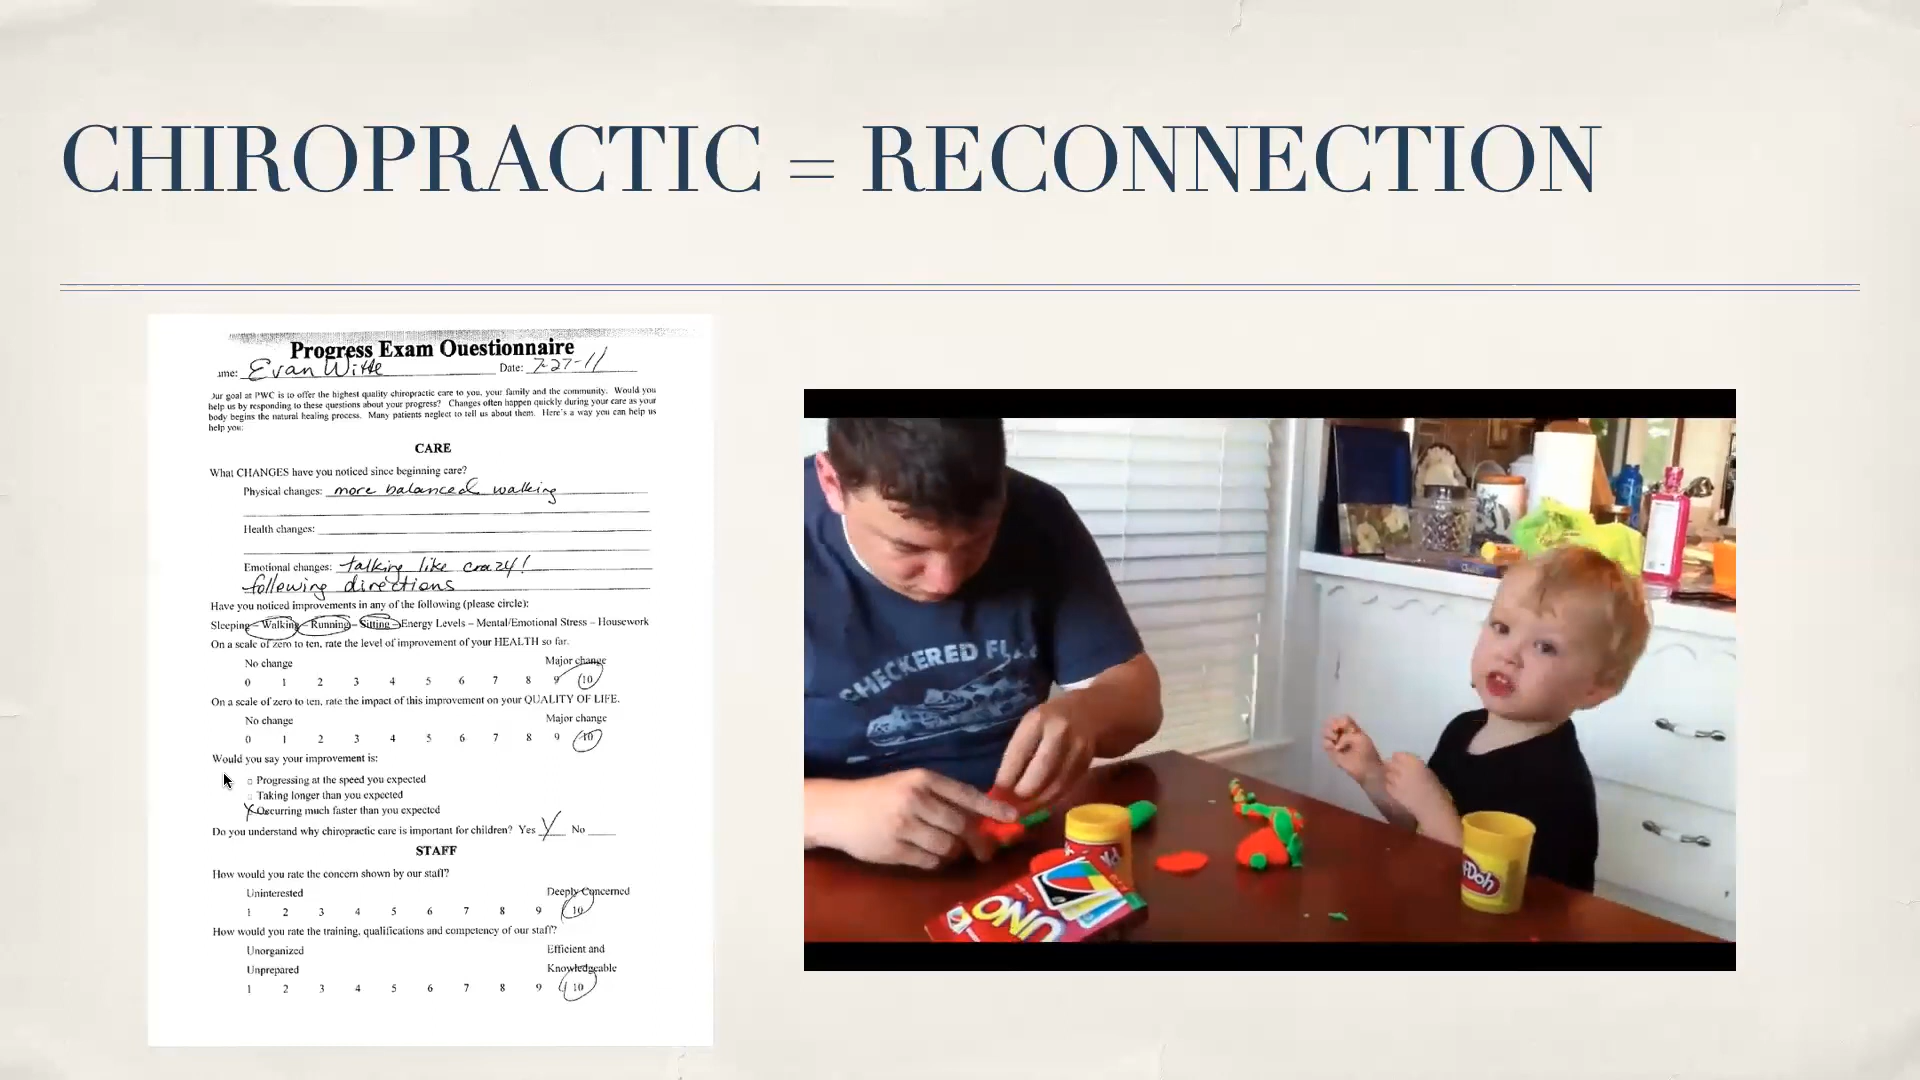 CHIROPRACTIC = RECONNECTION
Progress Exam Questionnaire
ame: Evan Witte Date: 7-27-11
Our goal at PWC is to offer the highest quality chiropractic care to you, your family and the community. Would you
help us by responding to these questions about your progress? Changes often happen quickly during your care as your
body begins the natural healing process. Many patients neglect to tell us about them. Here's a way you can help us
help you:
CARE
What CHANGES have you noticed since beginning care?
Physical changes: more balanced walking
Health changes:
Emotional changes: talking like crazy!
following directions
Have you noticed improvements in any of the following (please circle):
Sleeping – Walking – Running – Sitting – Energy Levels – Mental/Emotional Stress – Housework
On a scale of zero to ten, rate the level of improvement of your HEALTH so far.
No change Major change
0 1 2 3 4 5 6 7 8 9 10
On a scale of zero to ten, rate the impact of this improvement on your QUALITY OF LIFE.
No change Major change
0 1 2 3 4 5 6 7 8 9 10
Would you say your improvement is:
Progressing at the speed you expected
Taking longer than you expected
X Occurring much faster than you expected
Do you understand why chiropractic care is important for children? Yes No
STAFF
How would you rate the concern shown by our staff?
Uninterested Deeply Concerned
1 2 3 4 5 6 7 8 9 10
How would you rate the training, qualifications and competency of our staff?
Unorganized Efficient and
Unprepared Knowledgeable
1 2 3 4 5 6 7 8 9 10
CHECKERED FLAG
UNO
Doh